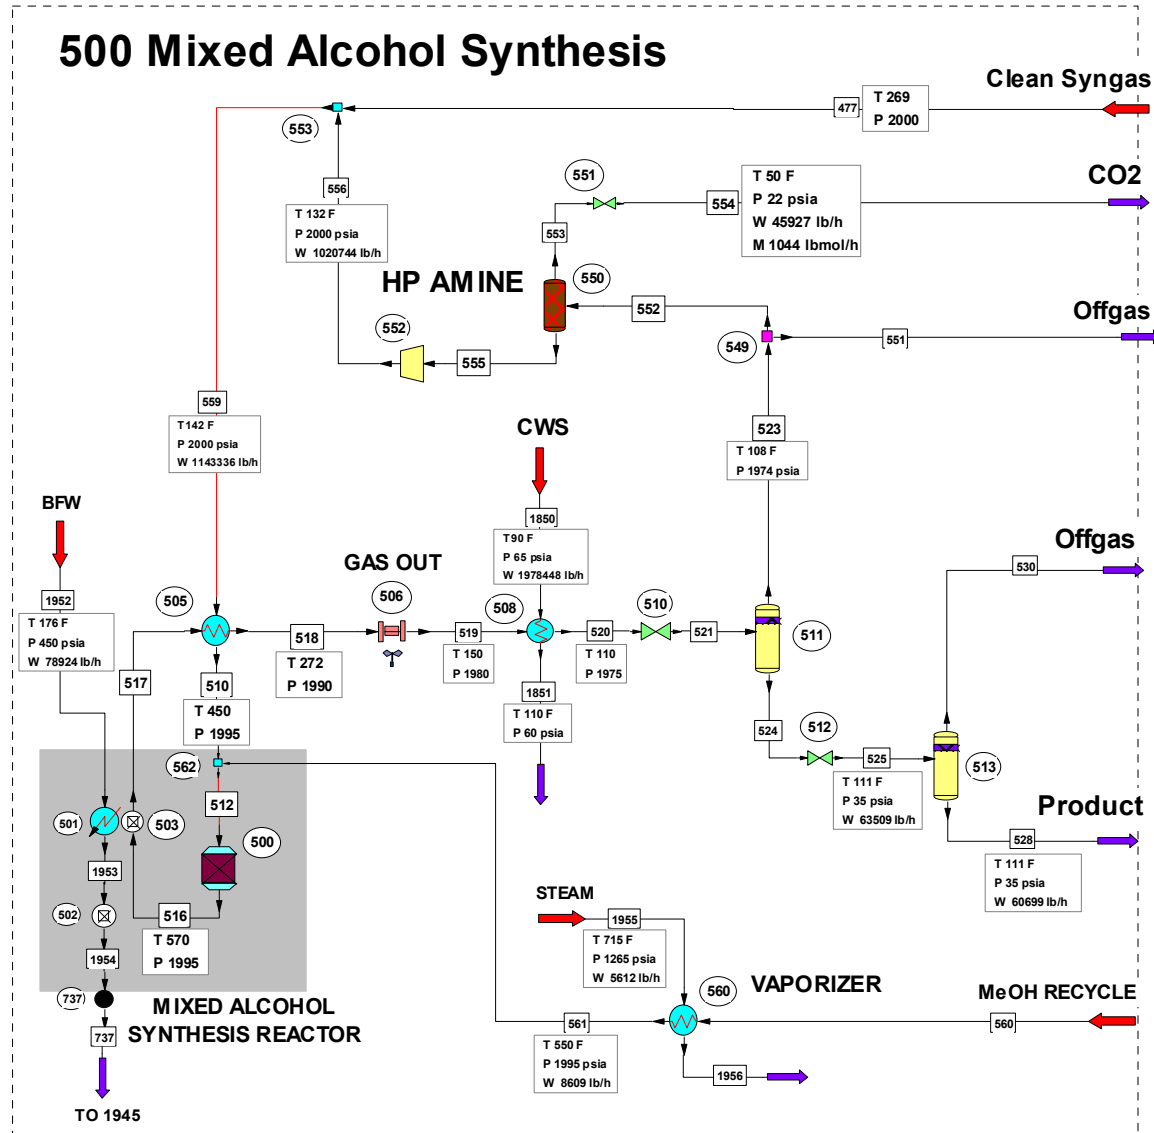 500 Mixed Alcohol Synthesis
Clean Syngas
477
T 269
P 2000
553
556
T 132 F
P 2000 psia
W 1020744 lb/h
551
553
554
T 50 F
P 22 psia
W 45927 lb/h
M 1044 lbmol/h
CO2
HP AMINE
550
552
552
555
549
551
Offgas
559
T142 F
P 2000 psia
W 1143336 lb/h
CWS
1850
T90 F
P 65 psia
W 1978448 lb/h
523
T 108 F
P 1974 psia
BFW
1952
T 176 F
P 450 psia
W 78924 lb/h
505
517
510
T 450
P 1995
518
T 272
P 1990
GAS OUT
506
519
T 150
P 1980
508
520
T 110
P 1975
1851
T 110 F
P 60 psia
510
521
511
524
512
525
T 111 F
P 35 psia
W 63509 lb/h
530
Offgas
513
Product
528
T 111 F
P 35 psia
W 60699 lb/h
562
512
501
503
500
1953
502
516
T 570
P 1995
1954
737
MIXED ALCOHOL
SYNTHESIS REACTOR
737
TO 1945
STEAM
1955
T 715 F
P 1265 psia
W 5612 lb/h
560
VAPORIZER
MeOH RECYCLE
560
561
T 550 F
P 1995 psia
W 8609 lb/h
1956